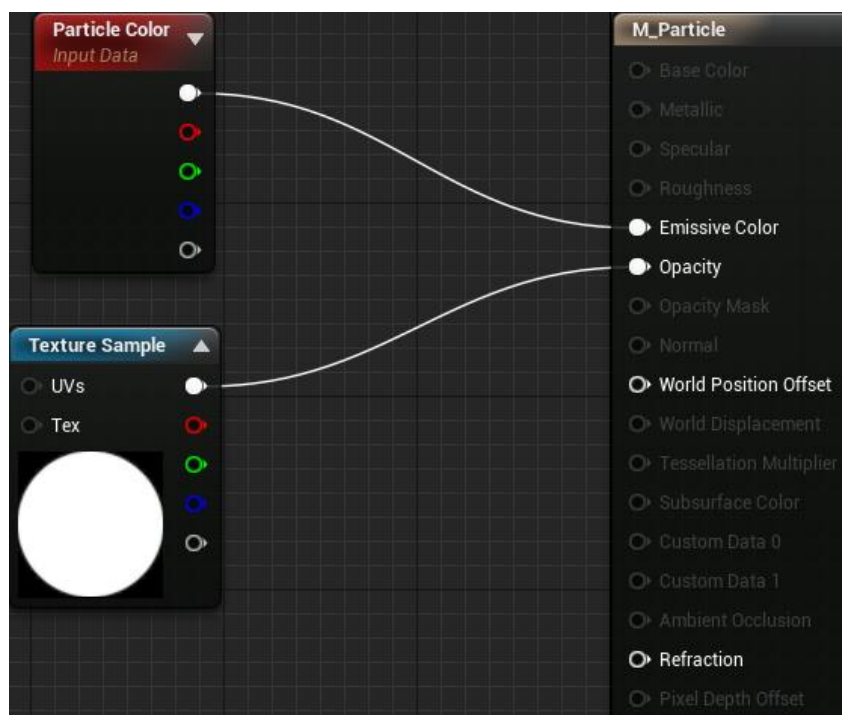 Particle Color
Input Data
Texture Sample
UVs
Tex
M_Particle
Base Color
Metallic
Specular
Roughness
Emissive Color
Opacity
Opacity Mask
Normal
World Position Offset
World Displacement
Tessellation Multiplier
Subsurface Color
Custom Data 0
Custom Data 1
Ambient Occlusion
Refraction
Pixel Depth Offset